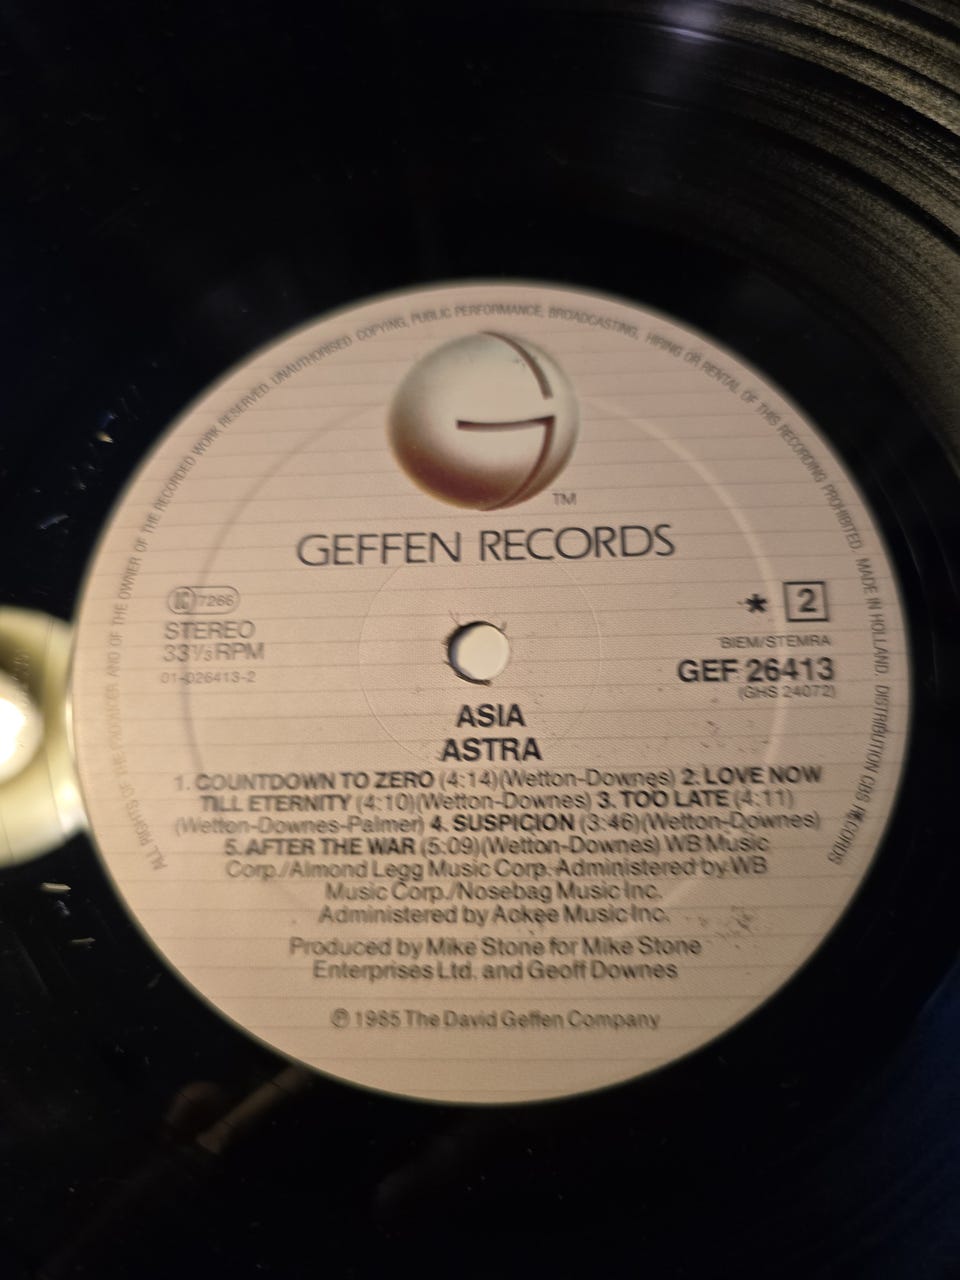 ALL RIGHTS OF THE PRODUCER AND OF THE OWNER OF THE RECORDED WORK RESERVED. UNAUTHORISED COPYING, PUBLIC PERFORMANCE, BROADCASTING, HIRING OR RENTAL OF THIS RECORDING PROHIBITED. MADE IN HOLLAND. DISTRIBUTION CBS RECORDS
TM
GEFFEN RECORDS
LC 7266
STEREO
33⅓ RPM
01-026413-2
* 2
BIEM/STEMRA
GEF 26413
(GHS 24072)
ASIA
ASTRA
1. COUNTDOWN TO ZERO (4:14)(Wetton-Downes) 2. LOVE NOW
TILL ETERNITY (4:10)(Wetton-Downes) 3. TOO LATE (4:11)
(Wetton-Downes-Palmer) 4. SUSPICION (3:46)(Wetton-Downes)
5. AFTER THE WAR (5:09)(Wetton-Downes) WB Music
Corp./Almond Legg Music Corp. Administered by WB
Music Corp./Nosebag Music Inc.
Administered by Ackee Music Inc.
Produced by Mike Stone for Mike Stone
Enterprises Ltd. and Geoff Downes
℗ 1985 The David Geffen Company